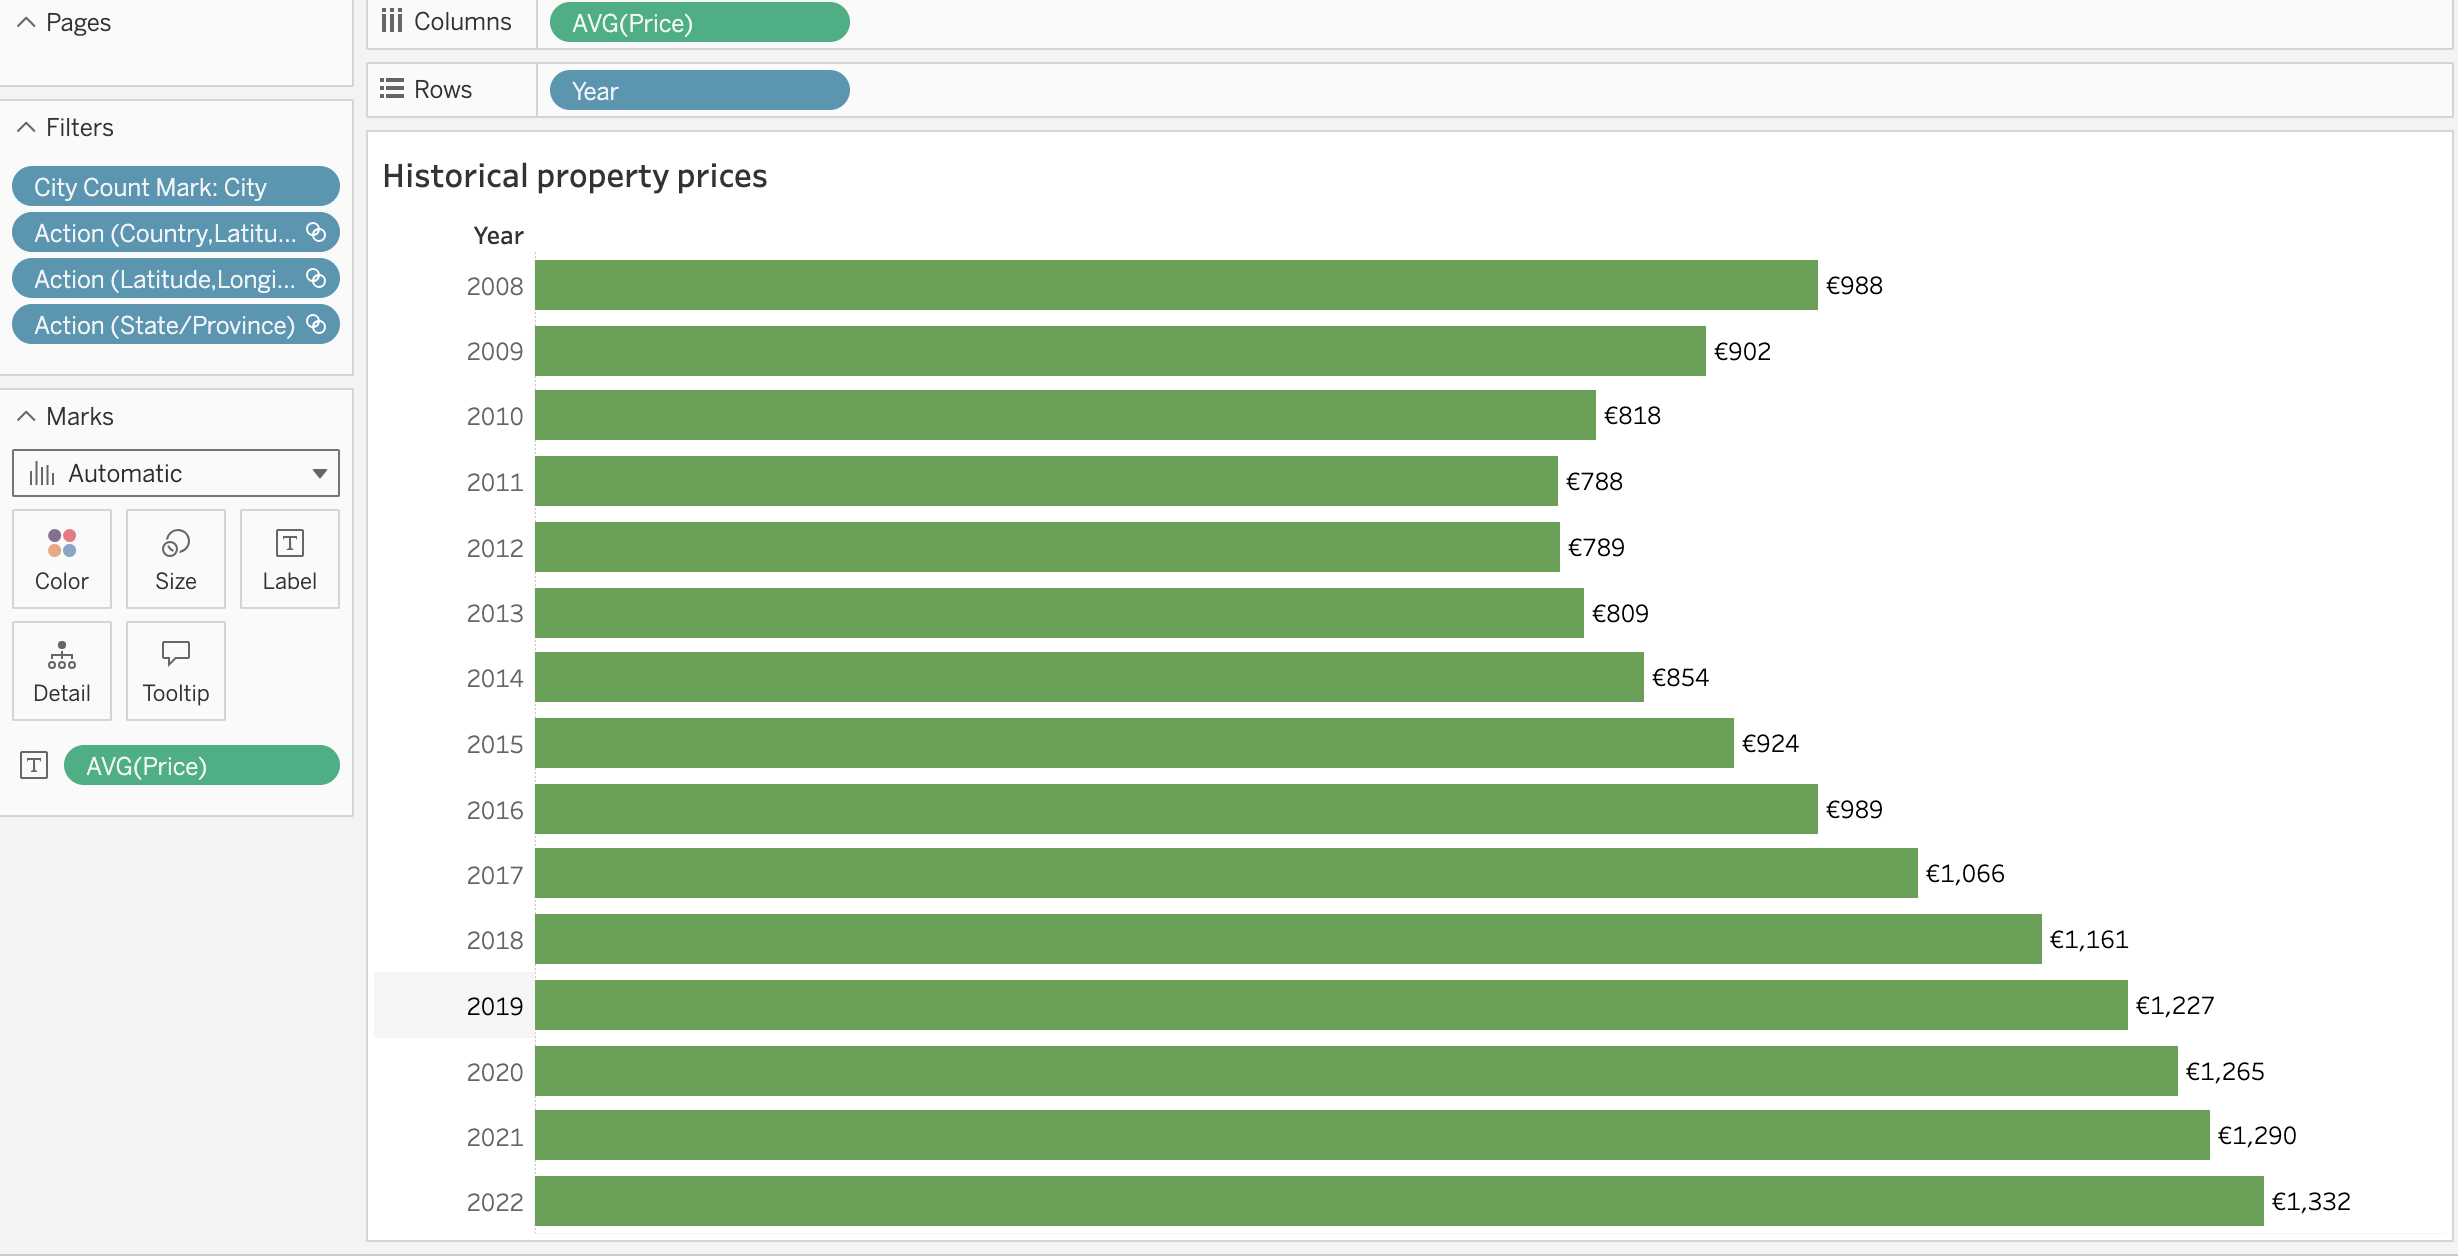 Pages
Columns
AVG(Price)
Rows
Year
Filters
City Count Mark: City
Action (Country,Latitu...
Action (Latitude,Longi...
Action (State/Province)
Marks
Automatic
Color
Size
Label
Detail
Tooltip
AVG(Price)
Historical property prices
Year
2008 €988
2009 €902
2010 €818
2011 €788
2012 €789
2013 €809
2014 €854
2015 €924
2016 €989
2017 €1,066
2018 €1,161
2019 €1,227
2020 €1,265
2021 €1,290
2022 €1,332